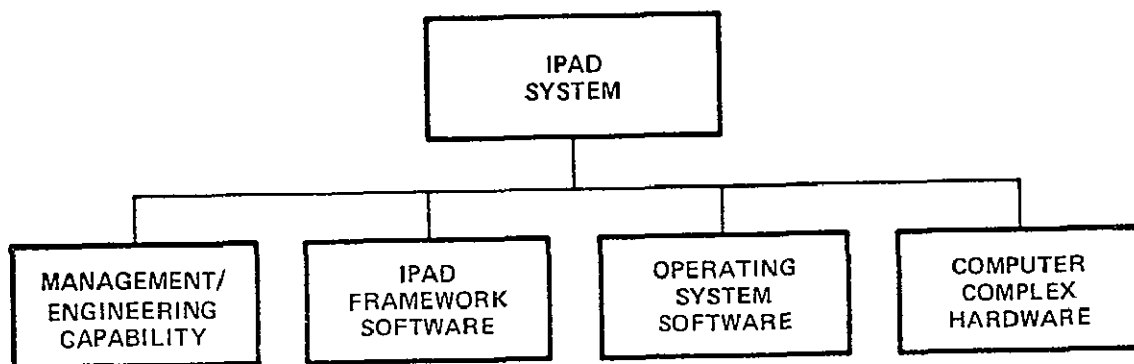 IPAD
SYSTEM
MANAGEMENT/
ENGINEERING
CAPABILITY
IPAD
FRAMEWORK
SOFTWARE
OPERATING
SYSTEM
SOFTWARE
COMPUTER
COMPLEX
HARDWARE